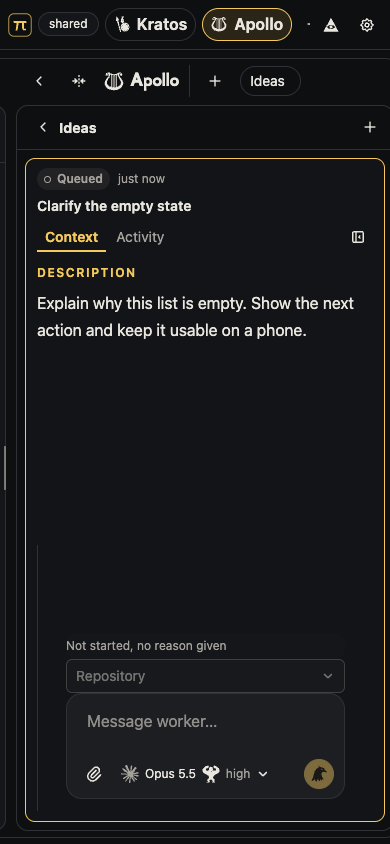 π shared Kratos Apollo
Apollo Ideas
Ideas
Queued just now
Clarify the empty state
Context Activity
DESCRIPTION
Explain why this list is empty. Show the next
action and keep it usable on a phone.
Not started, no reason given
Repository
Message worker...
Opus 5.5 high